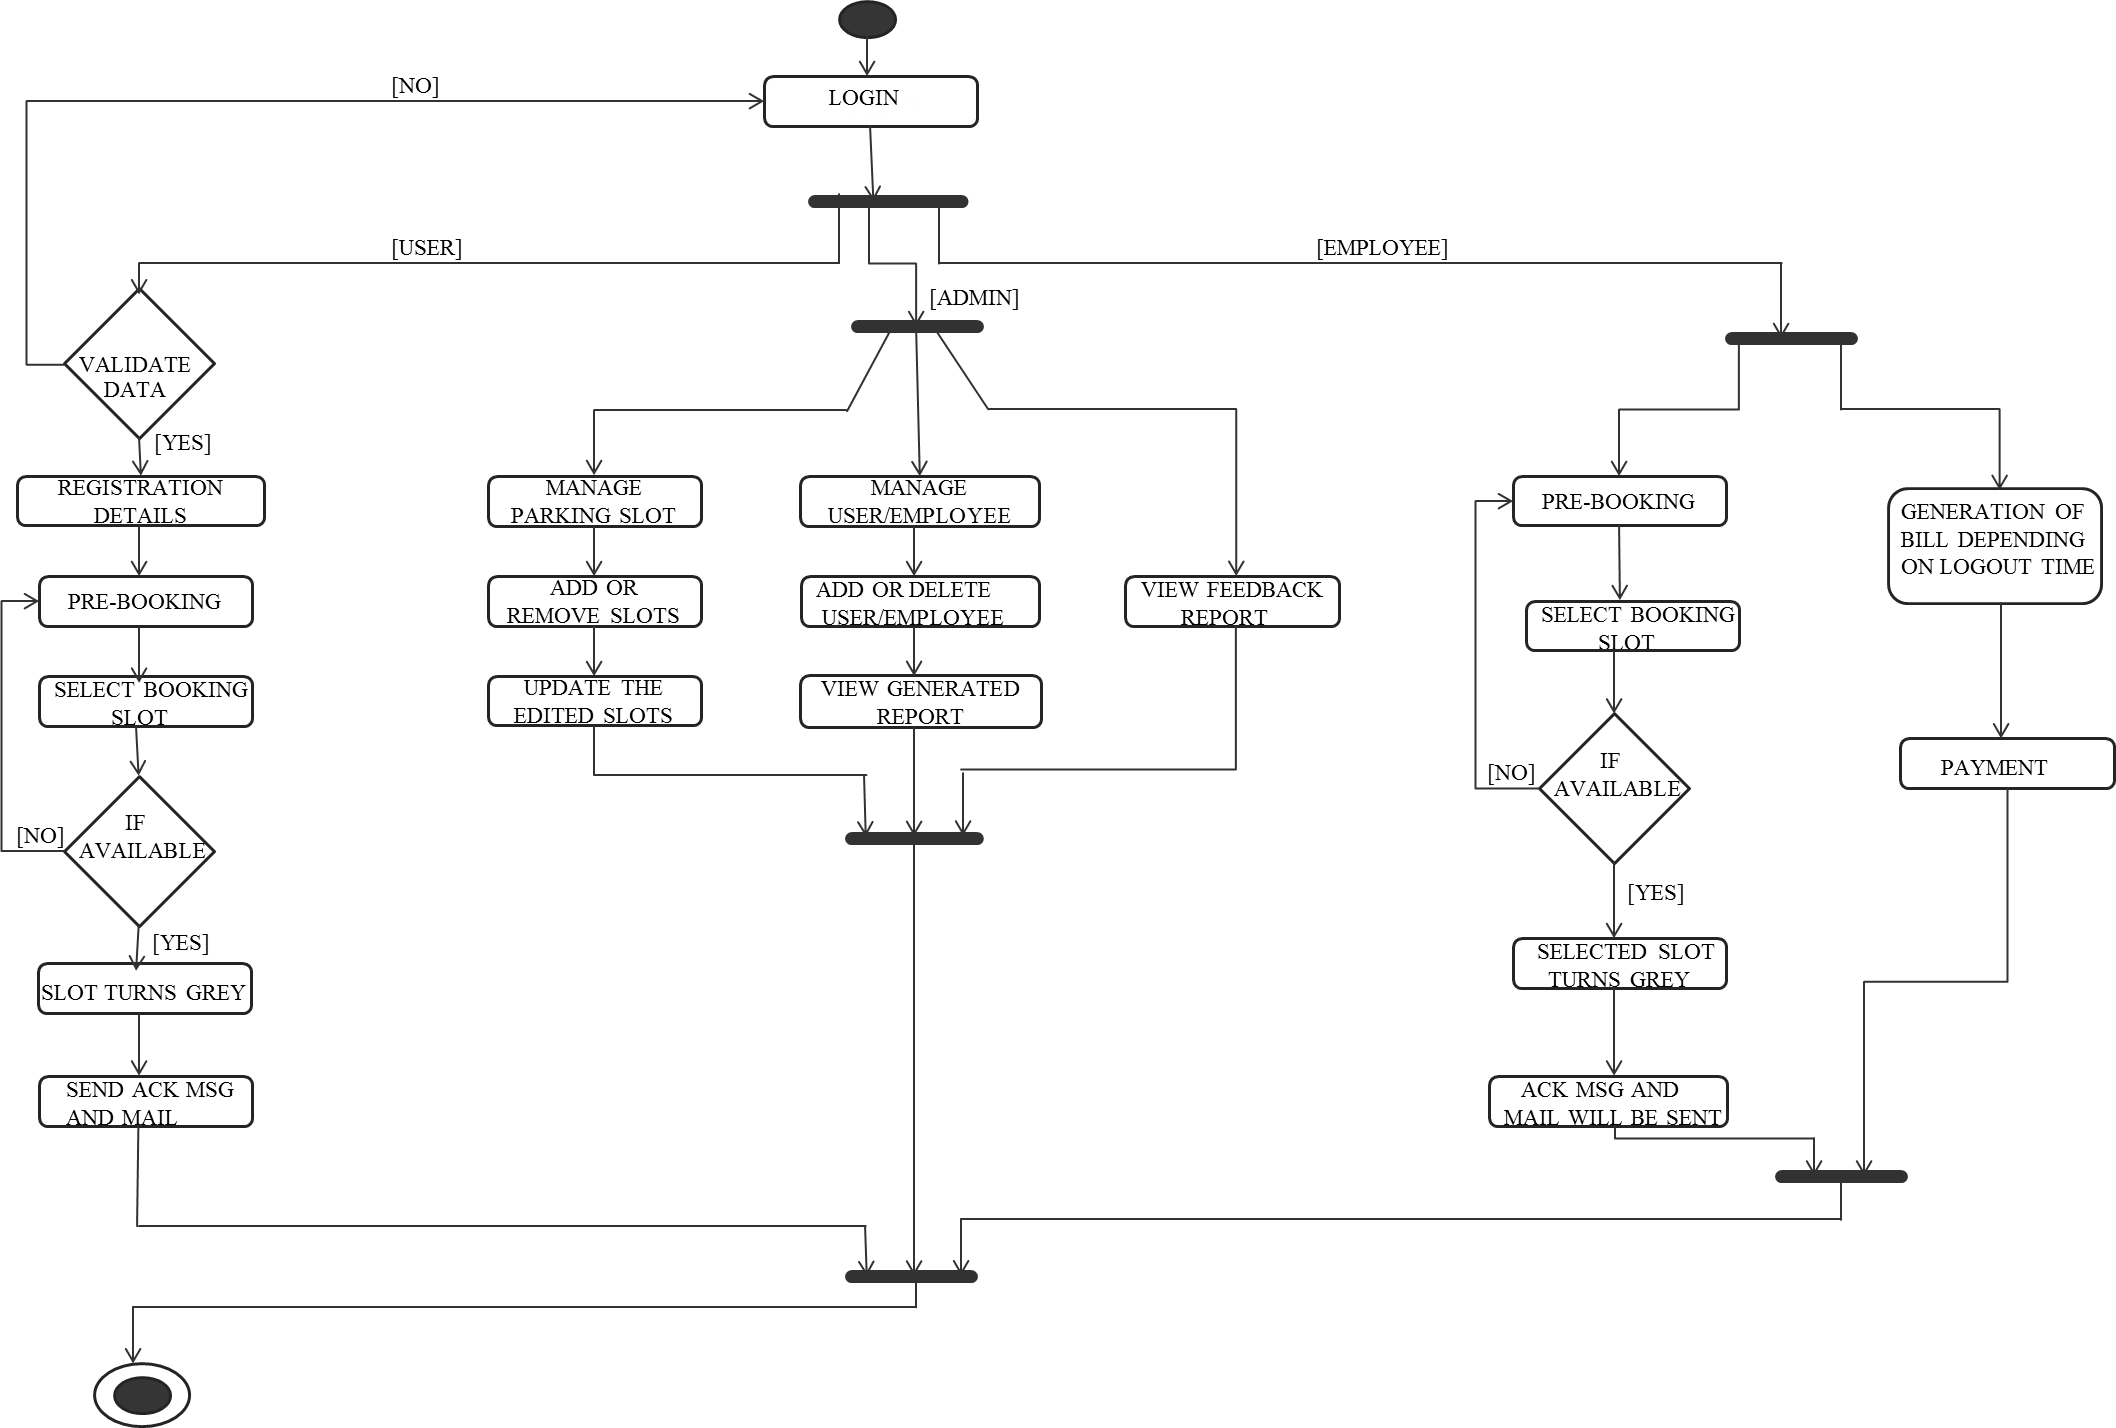 [NO]
LOGIN
[USER]
[EMPLOYEE]
[ADMIN]
VALIDATE
DATA
[YES]
REGISTRATION
DETAILS
PRE-BOOKING
SELECT BOOKING
SLOT
IF
AVAILABLE
[NO]
[YES]
SLOT TURNS GREY
SEND ACK MSG
AND MAIL
MANAGE
PARKING SLOT
ADD OR
REMOVE SLOTS
UPDATE THE
EDITED SLOTS
MANAGE
USER/EMPLOYEE
ADD OR DELETE
USER/EMPLOYEE
VIEW GENERATED
REPORT
VIEW FEEDBACK
REPORT
PRE-BOOKING
SELECT BOOKING
SLOT
IF
AVAILABLE
[NO]
[YES]
SELECTED SLOT
TURNS GREY
ACK MSG AND
MAIL WILL BE SENT
GENERATION OF
BILL DEPENDING
ON LOGOUT TIME
PAYMENT